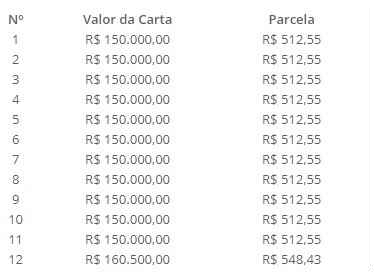 Nº Valor da Carta Parcela
1 R$ 150.000,00 R$ 512,55
2 R$ 150.000,00 R$ 512,55
3 R$ 150.000,00 R$ 512,55
4 R$ 150.000,00 R$ 512,55
5 R$ 150.000,00 R$ 512,55
6 R$ 150.000,00 R$ 512,55
7 R$ 150.000,00 R$ 512,55
8 R$ 150.000,00 R$ 512,55
9 R$ 150.000,00 R$ 512,55
10 R$ 150.000,00 R$ 512,55
11 R$ 150.000,00 R$ 512,55
12 R$ 160.500,00 R$ 548,43